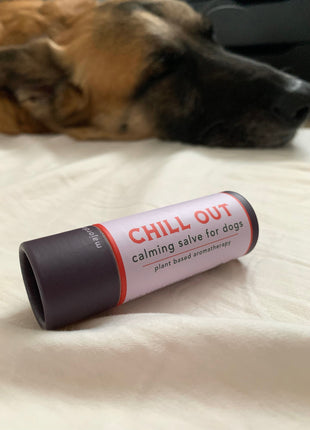 CHILL OUT
calming salve for dogs
plant based aromatherapy